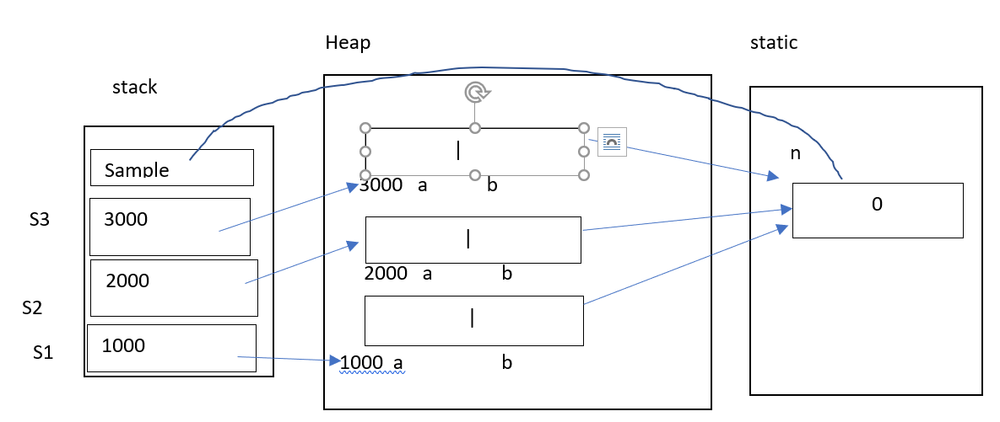 Heap
static
stack
n
Sample
|
3000 a b
S3
3000
0
|
2000
2000 a b
S2
|
S1
1000
1000 a b